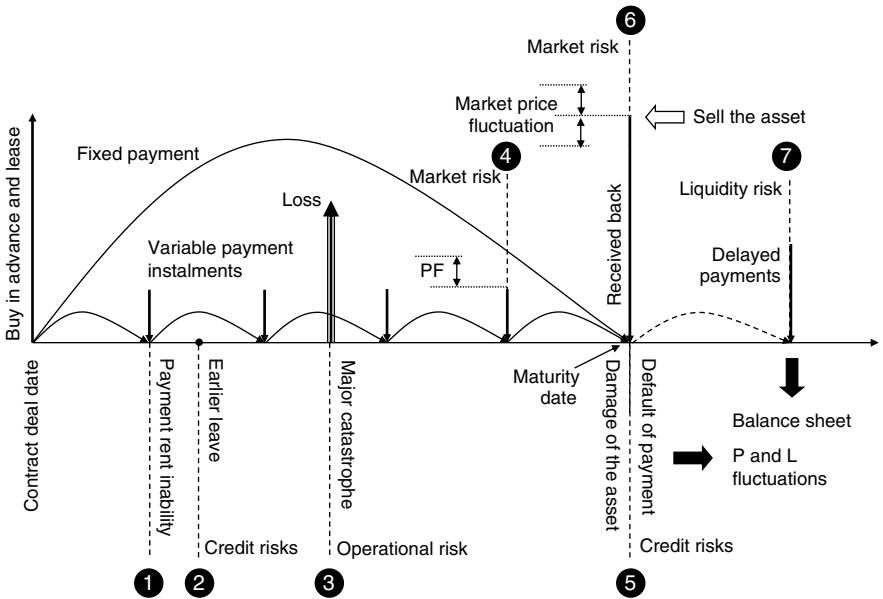 6
Market risk
Market price
fluctuation
Sell the asset
Fixed payment
4
Market risk
7
Liquidity risk
Buy in advance and lease
Loss
Received back
Variable payment
instalments
PF
Delayed
payments
Contract deal date
Payment rent inability
Earlier leave
Major catastrophe
Maturity
date
Damage of the asset
Default of payment
Balance sheet
P and L
fluctuations
Credit risks
Operational risk
Credit risks
1
2
3
5